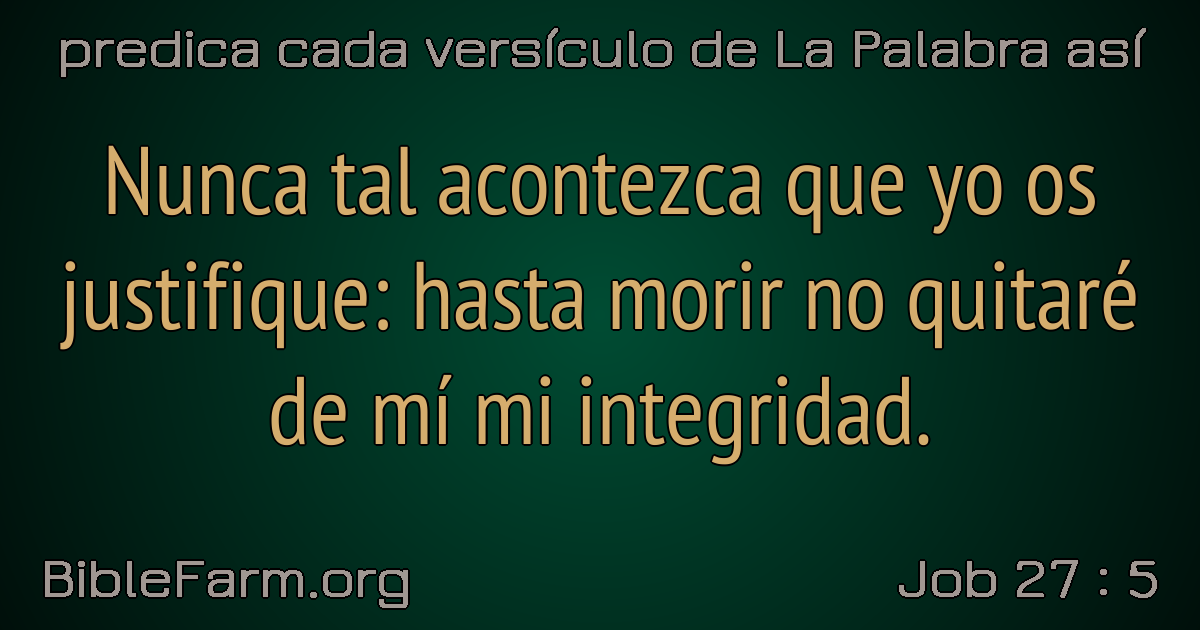 predica cada versículo de La Palabra así
Nunca tal acontezca que yo os
justifique: hasta morir no quitaré
de mí mi integridad.
BibleFarm.org
Job 27 : 5